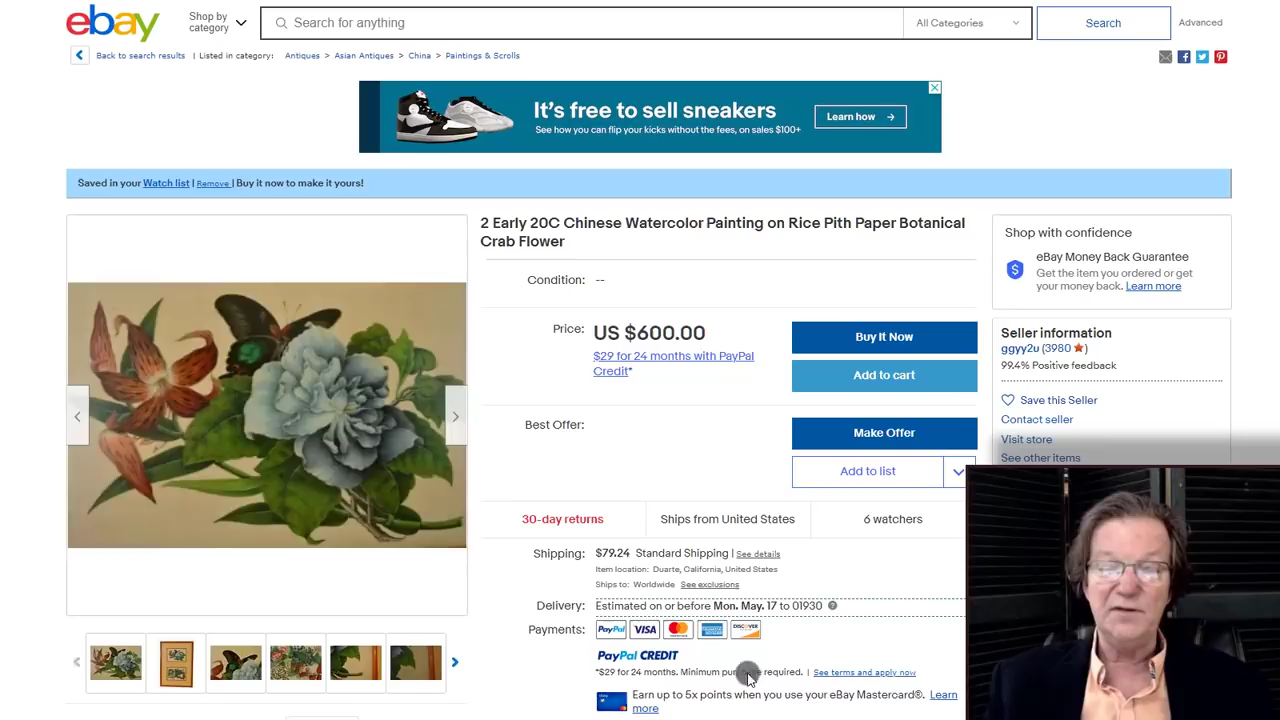 ebay
Shop by
category
Search for anything
All Categories
Search
Advanced
Back to search results | Listed in category: Antiques > Asian Antiques > China > Paintings & Scrolls
It's free to sell sneakers
See how you can flip your kicks without the fees, on sales $100+
Learn how
Saved in your Watch list | Remove | Buy it now to make it yours!
2 Early 20C Chinese Watercolor Painting on Rice Pith Paper Botanical
Crab Flower
Condition: --
Price: US $600.00
$29 for 24 months with PayPal
Credit*
Buy It Now
Add to cart
Best Offer:
Make Offer
Add to list
30-day returns
Ships from United States
6 watchers
Shipping: $79.24 Standard Shipping | See details
Item location: Duarte, California, United States
Ships to: Worldwide See exclusions
Delivery: Estimated on or before Mon. May. 17 to 01930
Payments: PayPal VISA
DISCOVER
PayPal CREDIT
*$29 for 24 months. Minimum required. | See terms and apply now
Earn up to 5x points when you use your eBay Mastercard®. Learn
more
Shop with confidence
eBay Money Back Guarantee
Get the item you ordered or get
your money back. Learn more
Seller information
ggyy2u (3980 )
99.4% Positive feedback
Save this Seller
Contact seller
Visit store
See other items